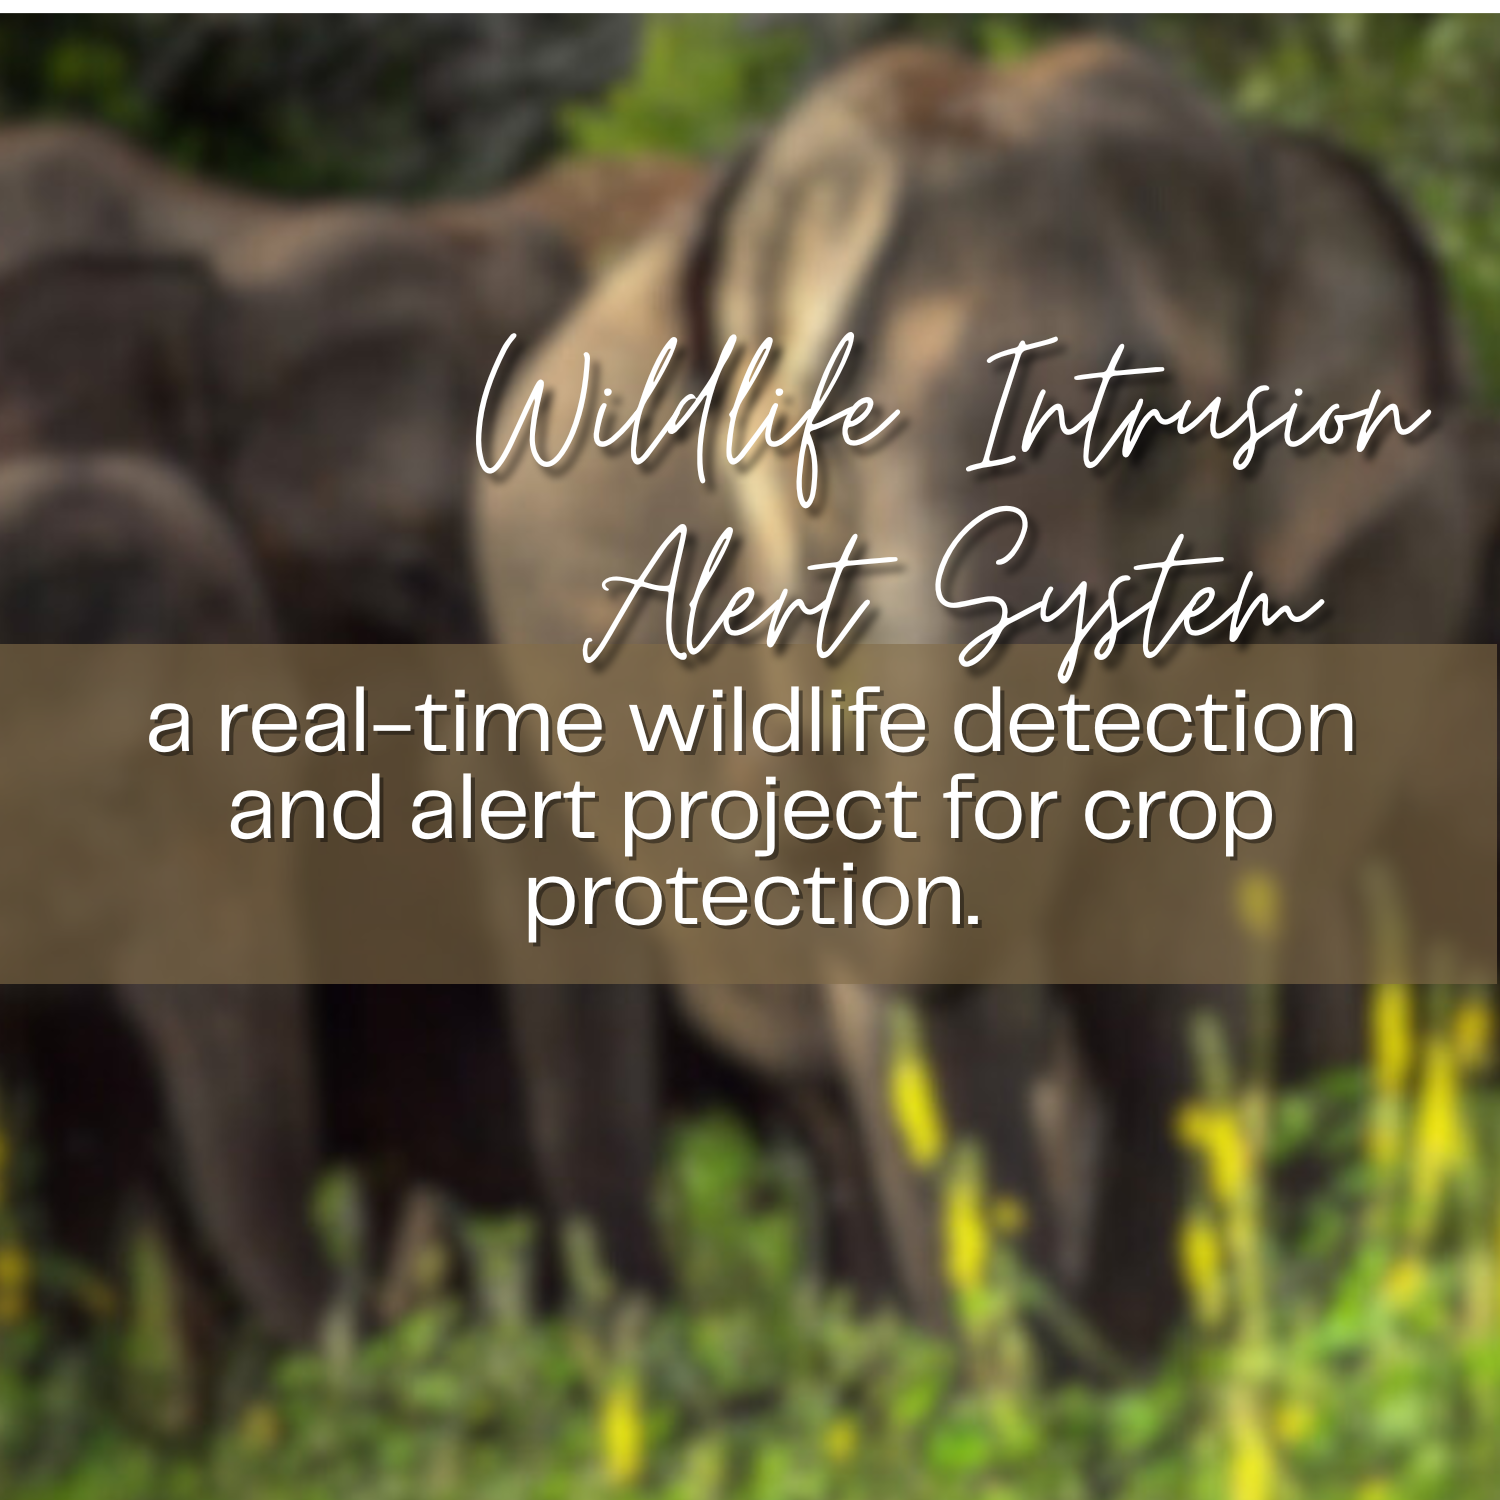 Wildlife Intrusion
Alert System
a real-time wildlife detection
and alert project for crop
protection.